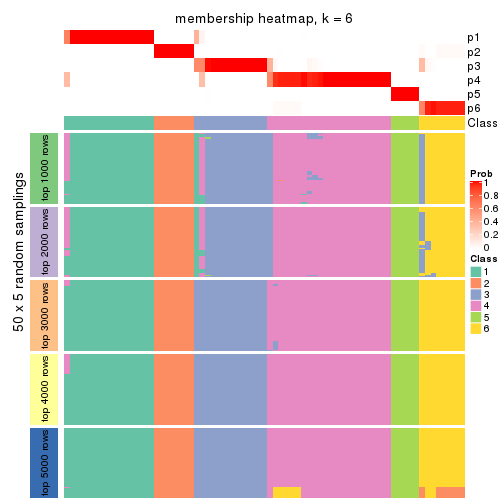 membership heatmap, k = 6
p1
p2
p3
p4
p5
p6
Class
50 x 5 random samplings
top 1000 rows
top 2000 rows
top 3000 rows
top 4000 rows
top 5000 rows
Prob
1
0.8
0.6
0.4
0.2
0
Class
1
2
3
4
5
6